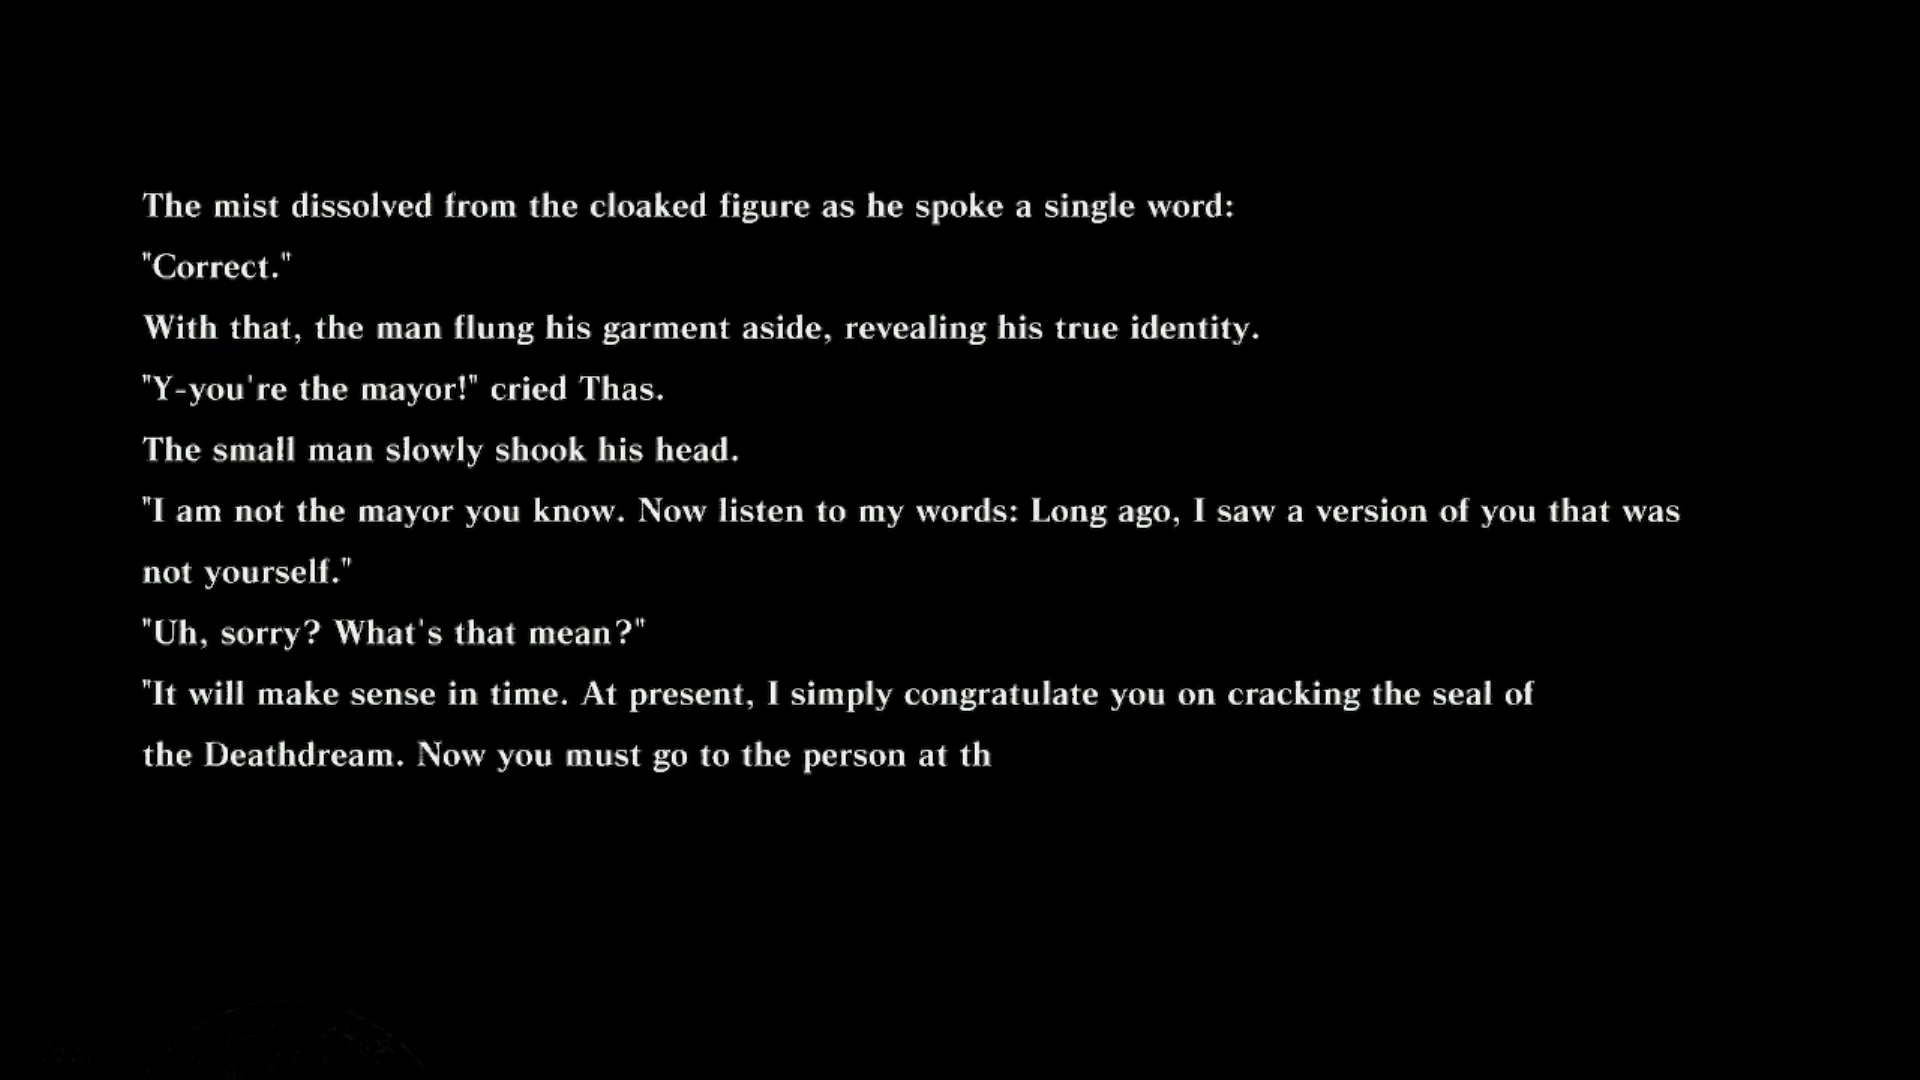 The mist dissolved from the cloaked figure as he spoke a single word:
"Correct."
With that, the man flung his garment aside, revealing his true identity.
"Y-you're the mayor!" cried Thas.
The small man slowly shook his head.
"I am not the mayor you know. Now listen to my words: Long ago, I saw a version of you that was
not yourself."
"Uh, sorry? What's that mean?"
"It will make sense in time. At present, I simply congratulate you on cracking the seal of
the Deathdream. Now you must go to the person at th